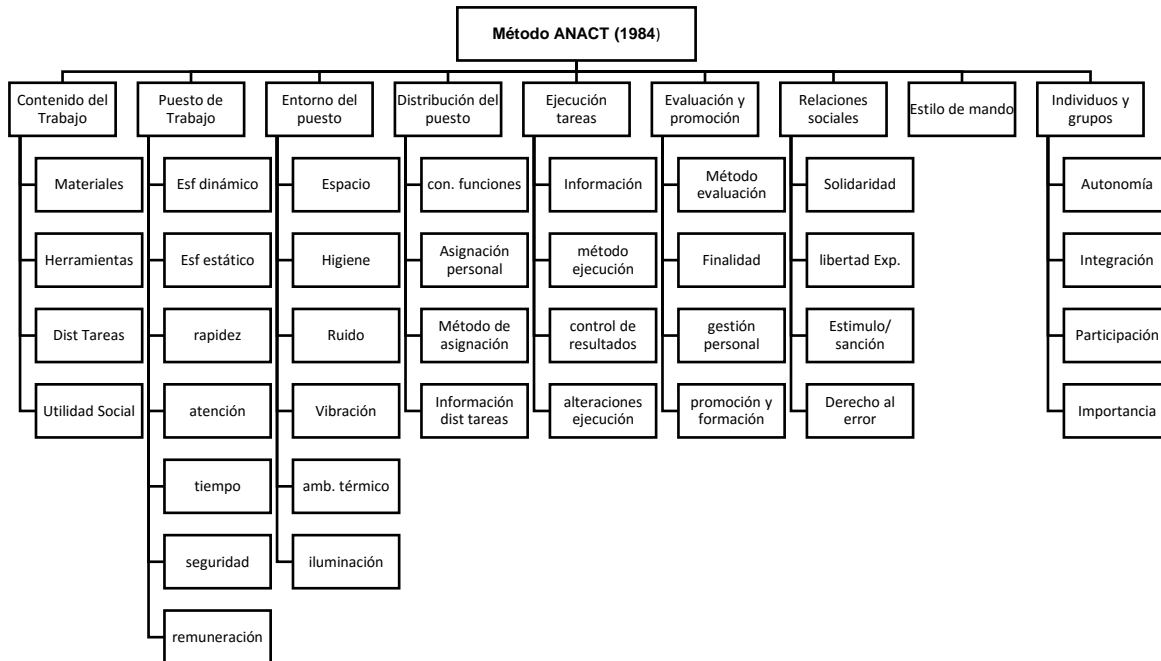 Método ANACT (1984)
Contenido del
Trabajo
Materiales
Herramientas
Dist Tareas
Utilidad Social
Puesto de
Trabajo
Esf dinámico
Esf estático
rapidez
atención
tiempo
seguridad
remuneración
Entorno del
puesto
Espacio
Higiene
Ruido
Vibración
amb. térmico
iluminación
Distribución del
puesto
con. funciones
Asignación
personal
Método de
asignación
Información
dist tareas
Ejecución
tareas
Información
método
ejecución
control de
resultados
alteraciones
ejecución
Evaluación y
promoción
Método
evaluación
Finalidad
gestión
personal
promoción y
formación
Relaciones
sociales
Solidaridad
libertad Exp.
Estimulo/
sanción
Derecho al
error
Estilo de mando
Individuos y
grupos
Autonomía
Integración
Participación
Importancia